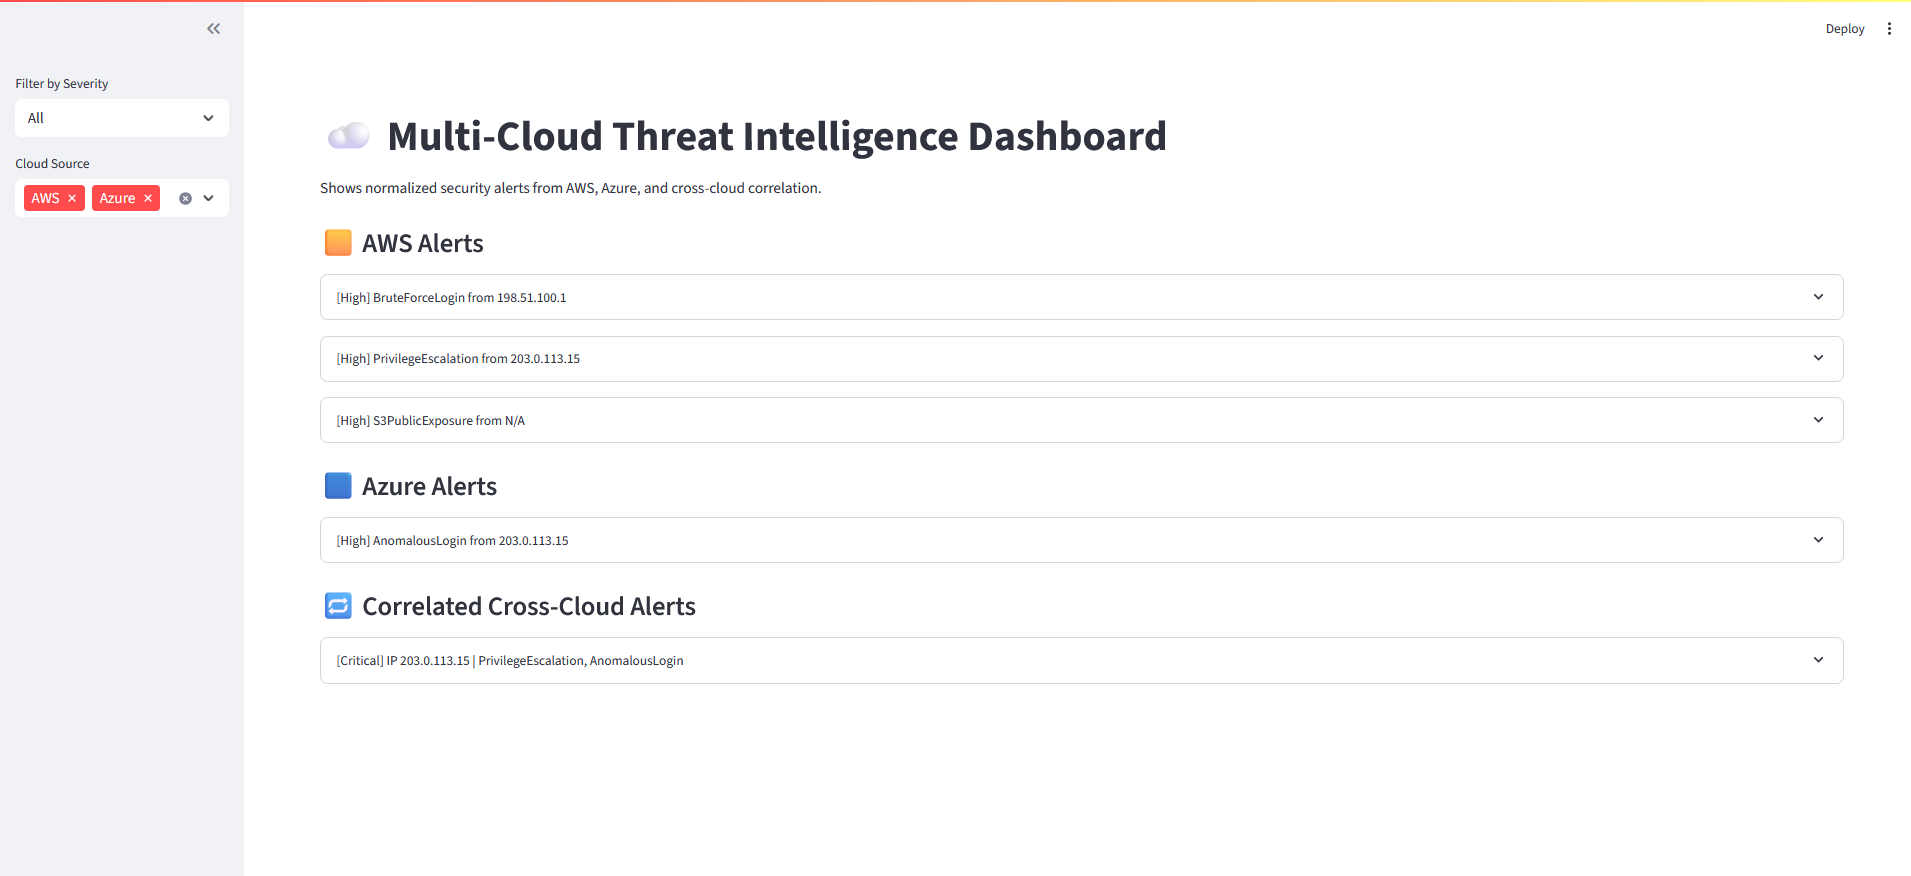 Deploy
Filter by Severity
All
Cloud Source
AWS × Azure ×
Multi-Cloud Threat Intelligence Dashboard
Shows normalized security alerts from AWS, Azure, and cross-cloud correlation.
AWS Alerts
[High] BruteForceLogin from 198.51.100.1
[High] PrivilegeEscalation from 203.0.113.15
[High] S3PublicExposure from N/A
Azure Alerts
[High] AnomalousLogin from 203.0.113.15
Correlated Cross-Cloud Alerts
[Critical] IP 203.0.113.15 | PrivilegeEscalation, AnomalousLogin